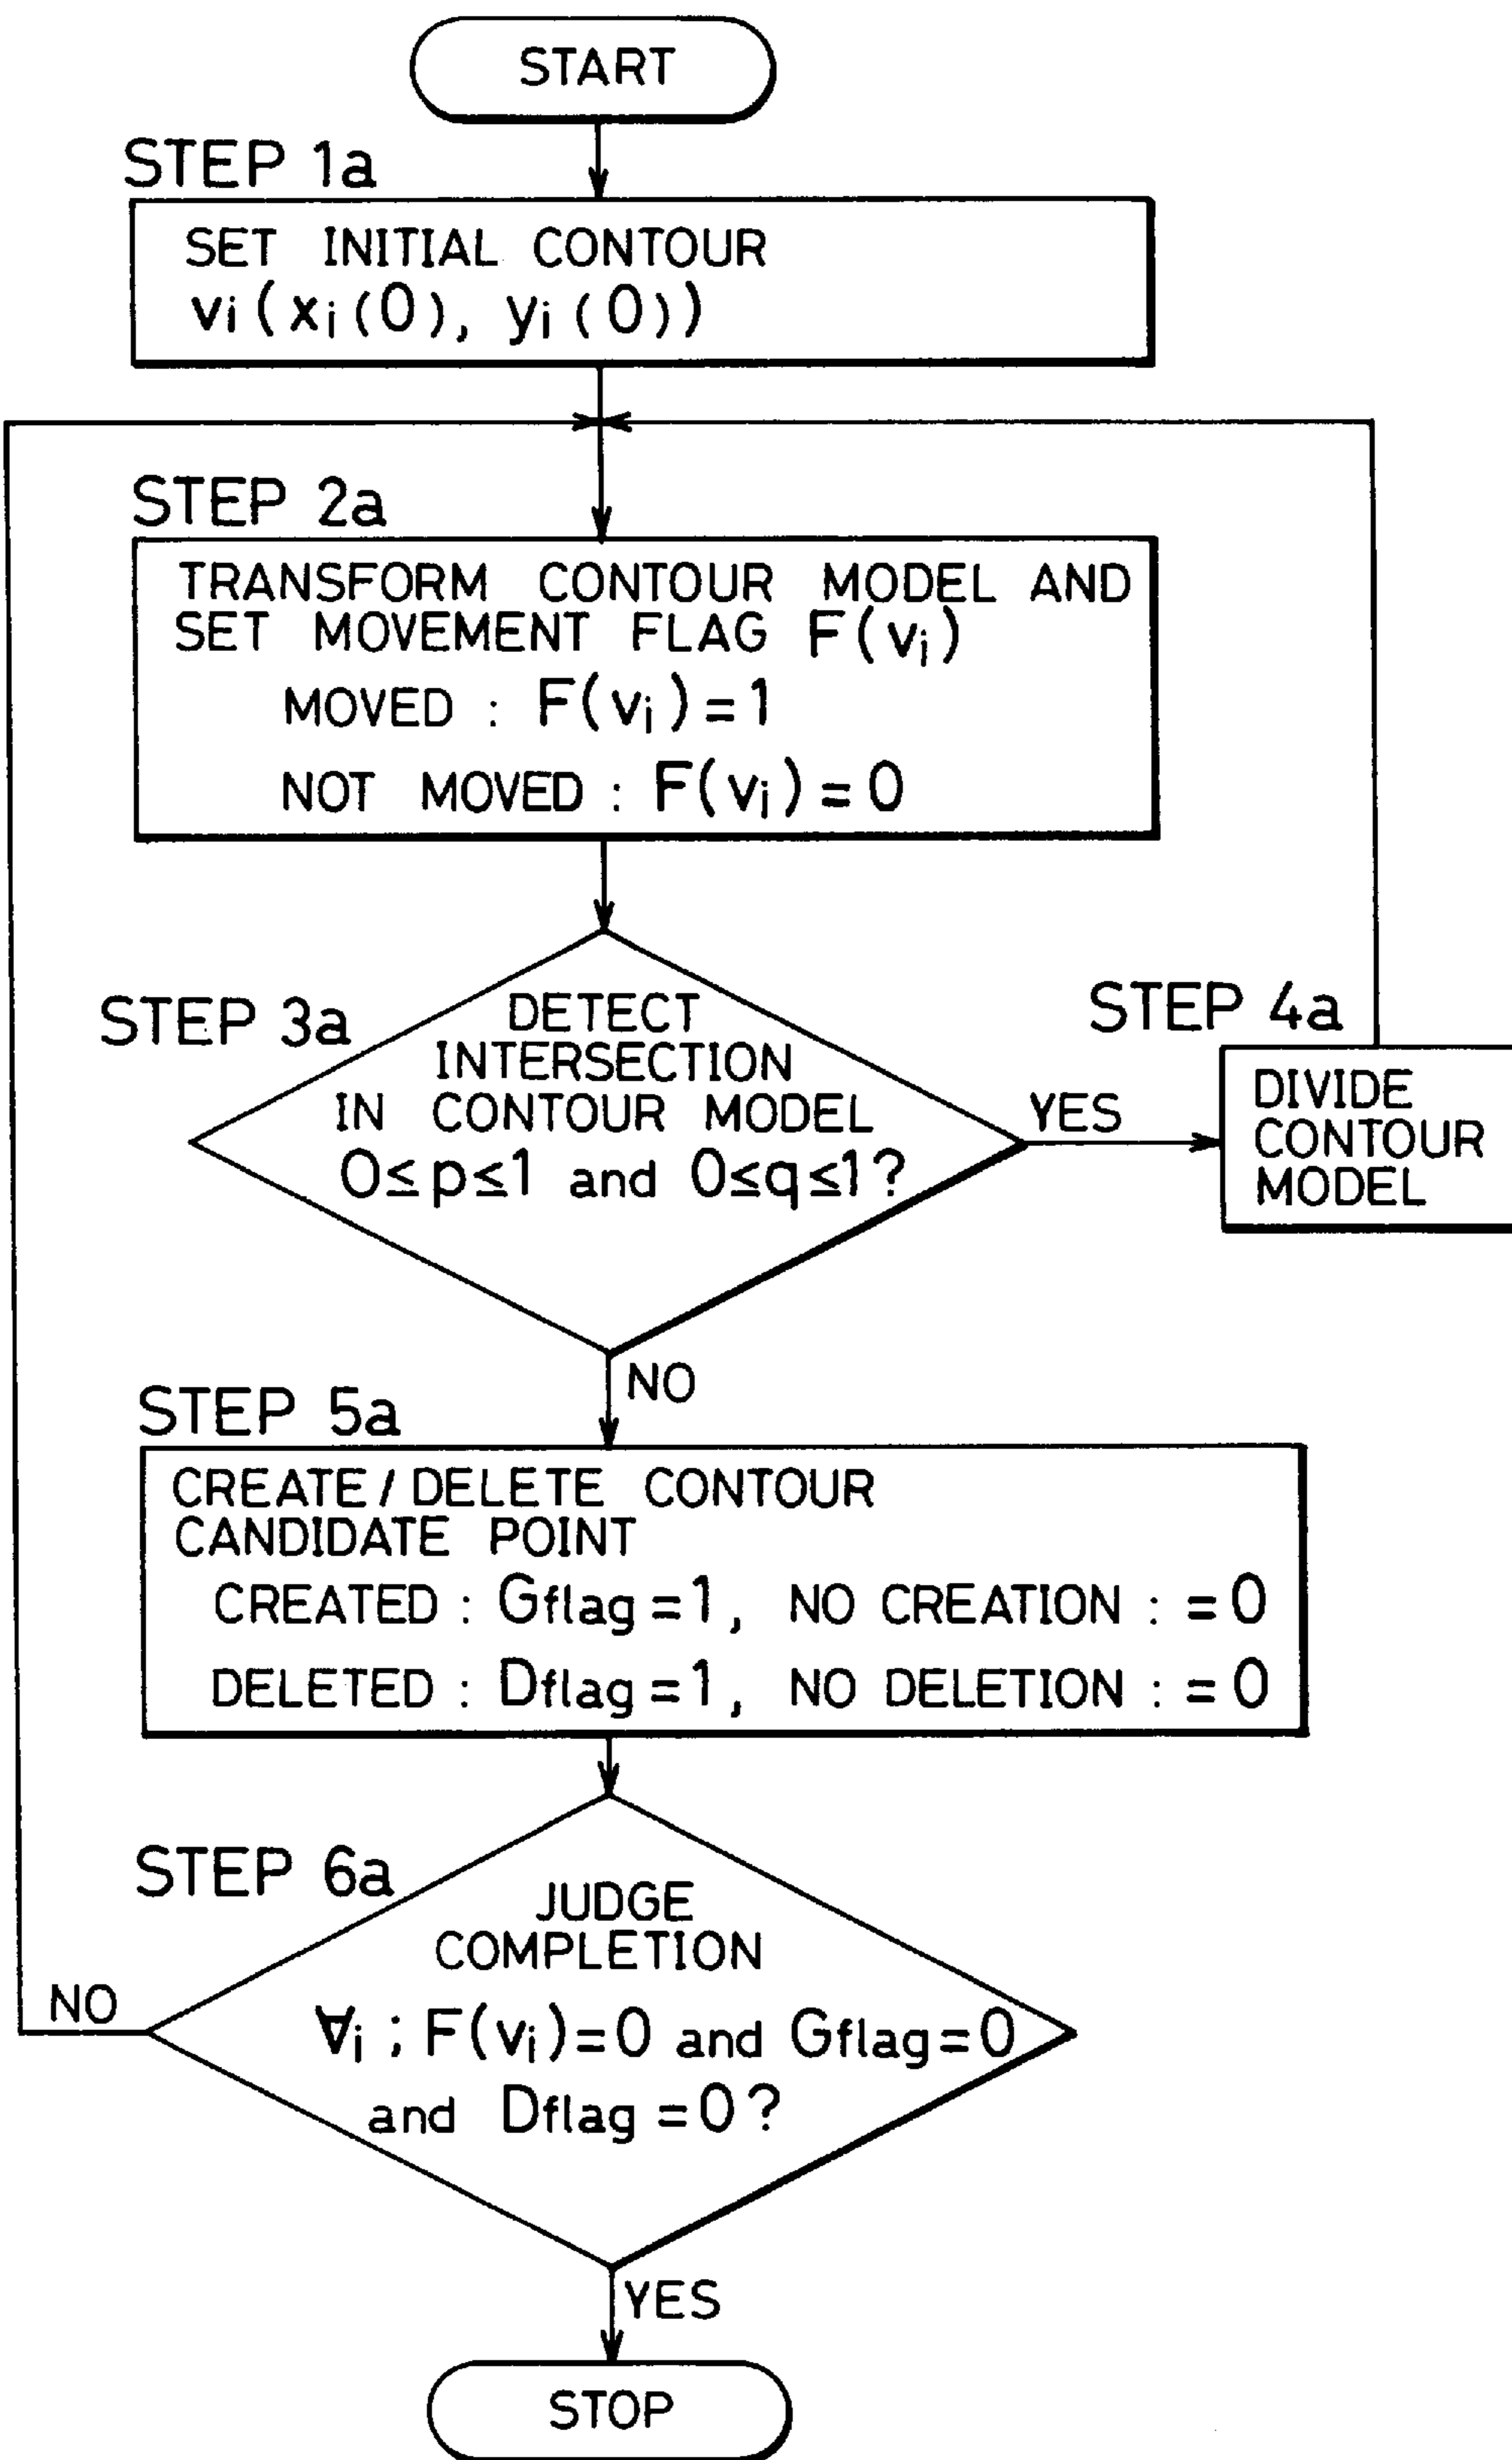 START
STEP 1a
SET INITIAL CONTOUR
vi(xi(0), yi(0))
STEP 2a
TRANSFORM CONTOUR MODEL AND
SET MOVEMENT FLAG F(vi)
MOVED : F(vi)=1
NOT MOVED : F(vi)=0
STEP 3a
DETECT
INTERSECTION
IN CONTOUR MODEL
0≤p≤1 and 0≤q≤1?
YES
STEP 4a
DIVIDE
CONTOUR
MODEL
NO
STEP 5a
CREATE/DELETE CONTOUR
CANDIDATE POINT
CREATED : Gflag=1, NO CREATION : =0
DELETED : Dflag=1, NO DELETION : =0
STEP 6a
JUDGE
COMPLETION
∀i ; F(vi)=0 and Gflag=0
and Dflag=0?
NO
YES
STOP